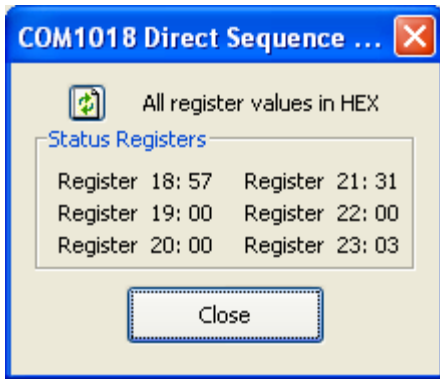 COM1018 Direct Sequence ...
All register values in HEX
Status Registers
Register 18: 57 Register 21: 31
Register 19: 00 Register 22: 00
Register 20: 00 Register 23: 03
Close